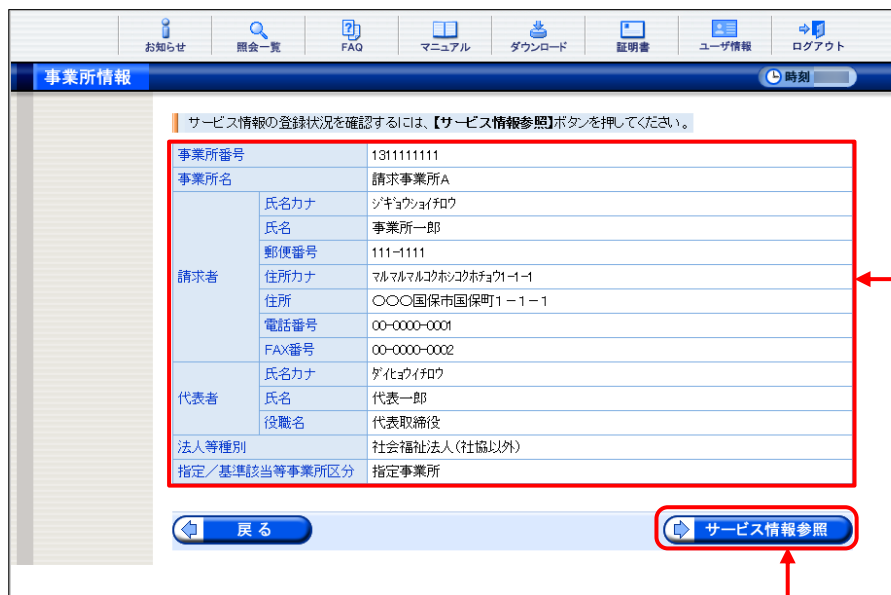 お知らせ 照会一覧 FAQ マニュアル ダウンロード 証明書 ユーザ情報 ログアウト
事業所情報 時刻
サービス情報の登録状況を確認するには、【サービス情報参照】ボタンを押してください。
事業所番号 1311111111
事業所名 請求事業所A
請求者
氏名カナ ジギョウショイチロウ
氏名 事業所一郎
郵便番号 111-1111
住所カナ マルマルマルコクホシコクホチョウ1-1-1
住所 〇〇〇国保市国保町1-1-1
電話番号 00-0000-0001
FAX番号 00-0000-0002
代表者
氏名カナ ダイヒョウイチロウ
氏名 代表一郎
役職名 代表取締役
法人等種別 社会福祉法人(社協以外)
指定/基準該当等事業所区分 指定事業所
戻る サービス情報参照